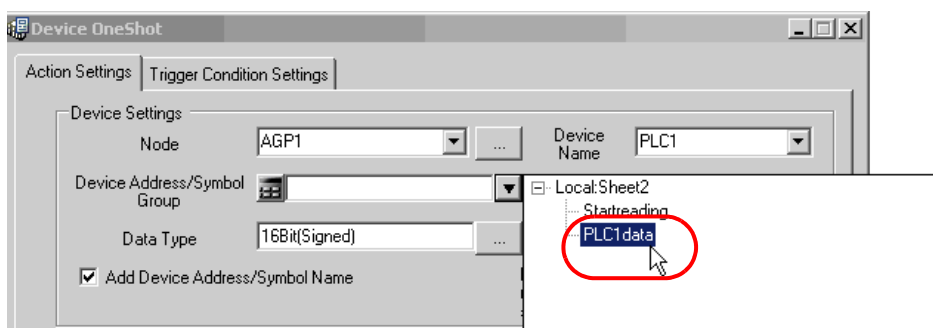 Device OneShot
Action Settings Trigger Condition Settings
Device Settings
Node AGP1 ... Device Name PLC1
Device Address/Symbol Group
Local:Sheet2
Startreading
PLC1data
Data Type 16Bit(Signed) ...
Add Device Address/Symbol Name